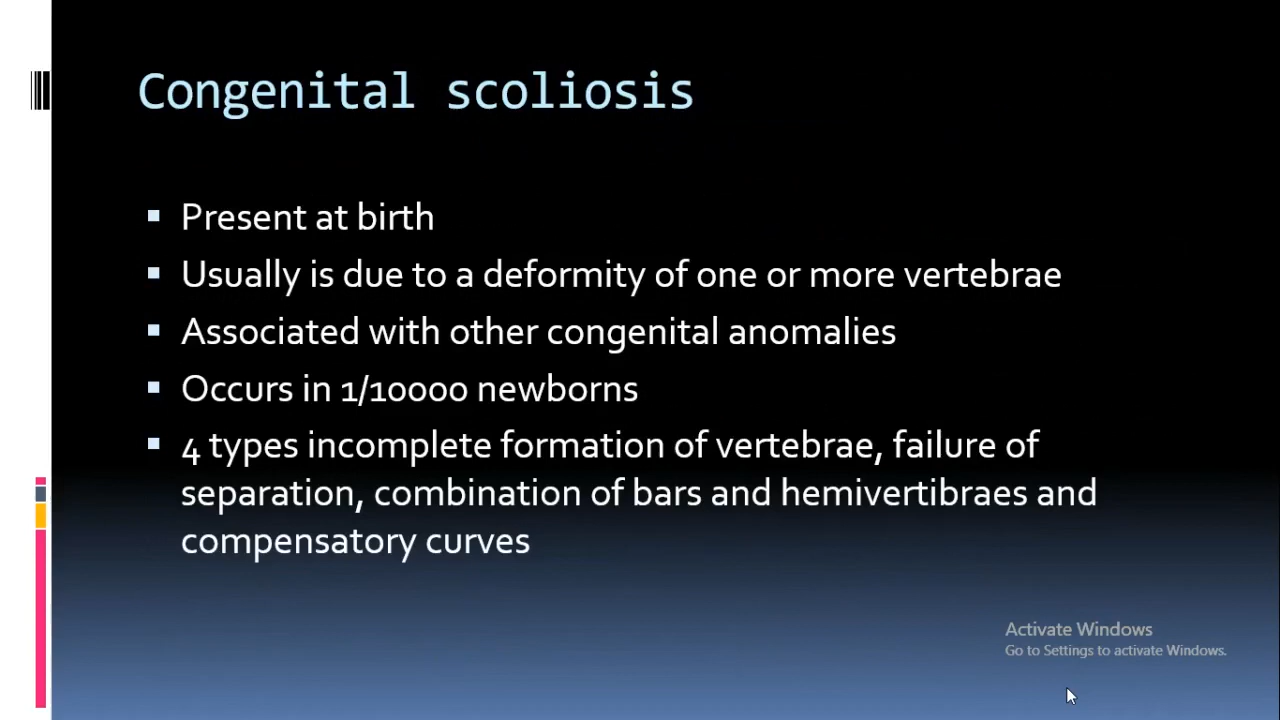 Congenital scoliosis
Present at birth
Usually is due to a deformity of one or more vertebrae
Associated with other congenital anomalies
Occurs in 1/10000 newborns
4 types incomplete formation of vertebrae, failure of
separation, combination of bars and hemivertibraes and
compensatory curves
Activate Windows
Go to Settings to activate Windows.